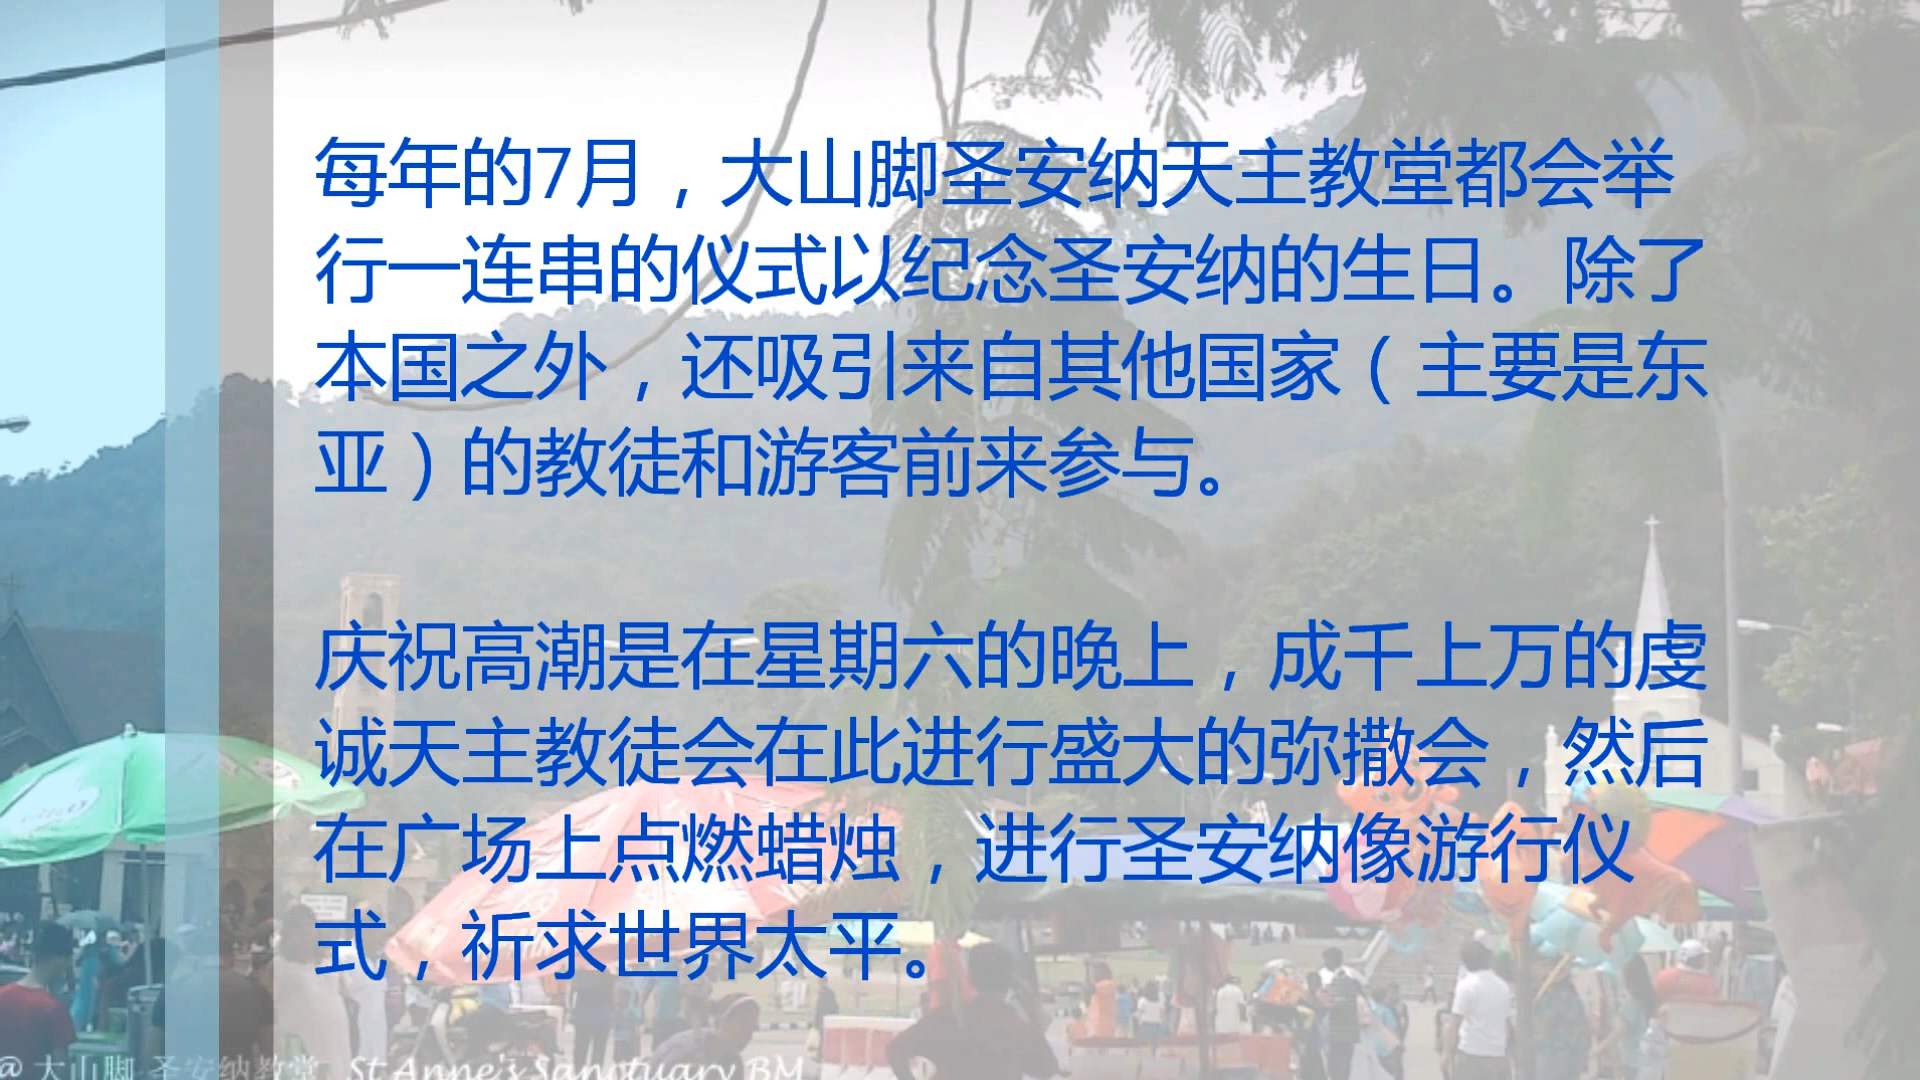 每年的7月，大山脚圣安纳天主教堂都会举
行一连串的仪式以纪念圣安纳的生日。除了
本国之外，还吸引来自其他国家（主要是东
亚）的教徒和游客前来参与。
庆祝高潮是在星期六的晚上，成千上万的虔
诚天主教徒会在此进行盛大的弥撒会，然后
在广场上点燃蜡烛，进行圣安纳像游行仪
式，祈求世界太平。
@ 大山脚 圣安纳教堂 St Anne's Sanctuary BM